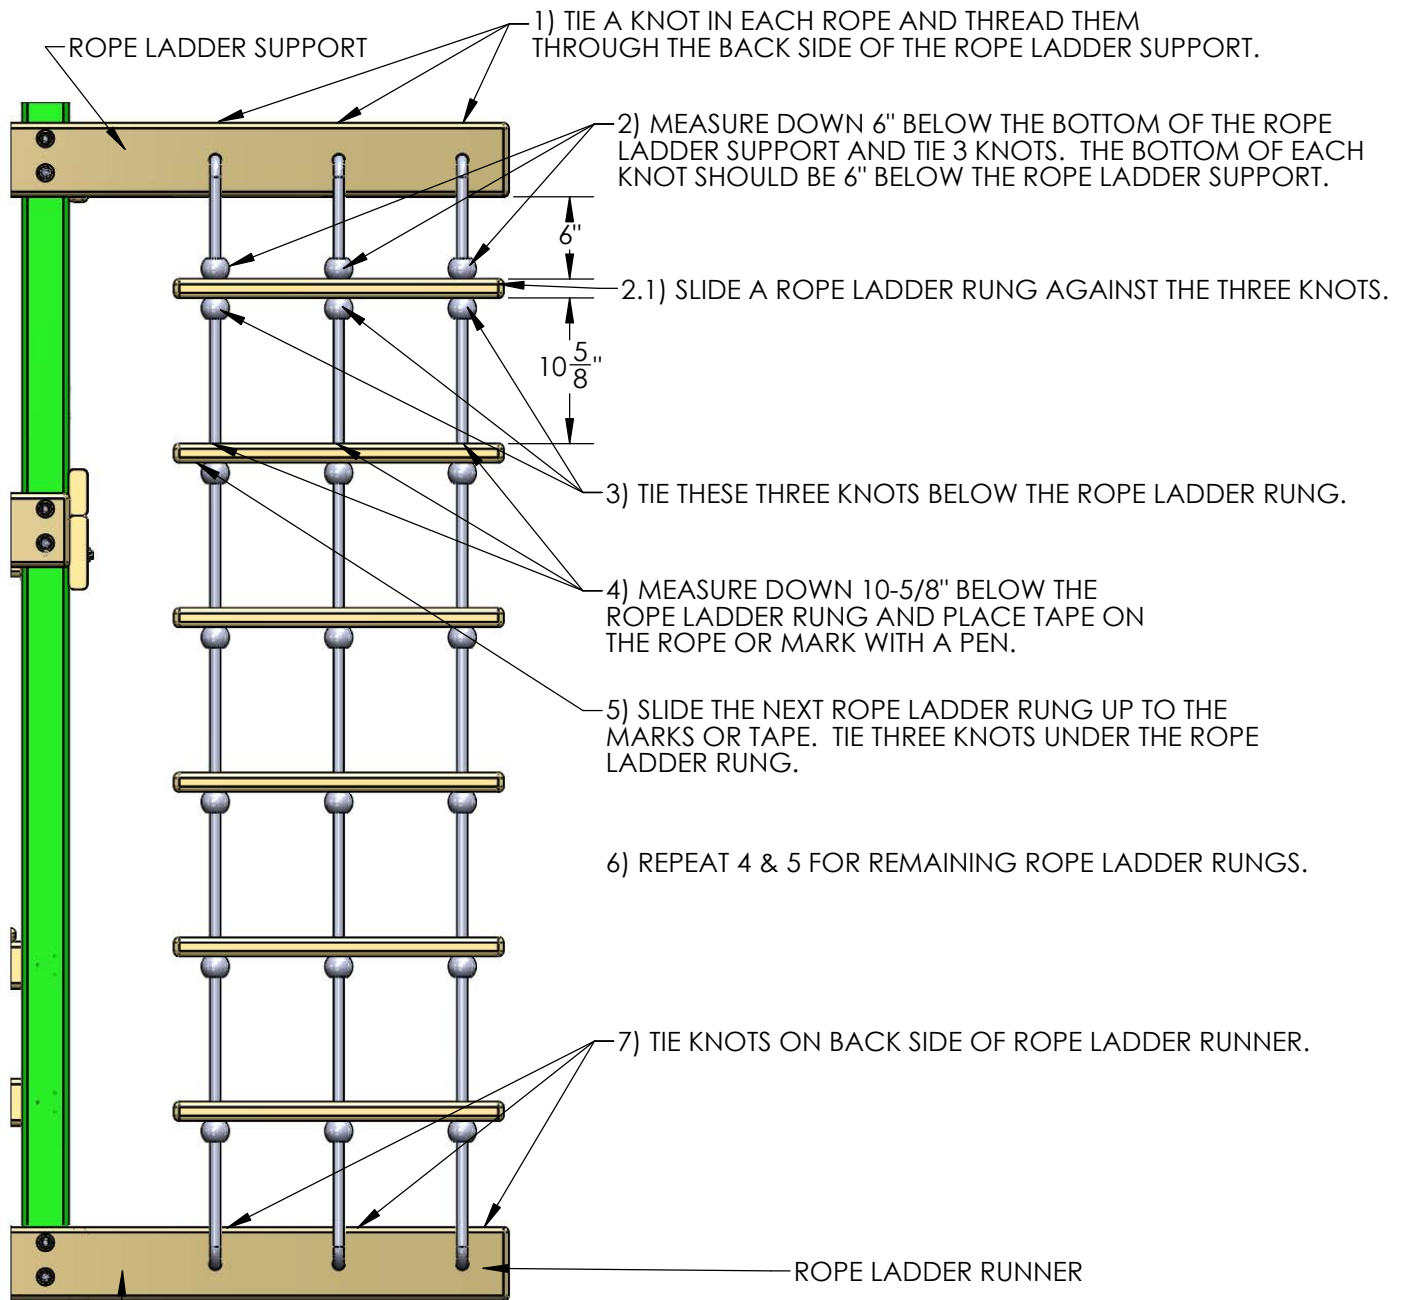 1) TIE A KNOT IN EACH ROPE AND THREAD THEM
THROUGH THE BACK SIDE OF THE ROPE LADDER SUPPORT.
ROPE LADDER SUPPORT
2) MEASURE DOWN 6" BELOW THE BOTTOM OF THE ROPE
LADDER SUPPORT AND TIE 3 KNOTS. THE BOTTOM OF EACH
KNOT SHOULD BE 6" BELOW THE ROPE LADDER SUPPORT.
6"
2.1) SLIDE A ROPE LADDER RUNG AGAINST THE THREE KNOTS.
10 5/8"
3) TIE THESE THREE KNOTS BELOW THE ROPE LADDER RUNG.
4) MEASURE DOWN 10-5/8" BELOW THE
ROPE LADDER RUNG AND PLACE TAPE ON
THE ROPE OR MARK WITH A PEN.
5) SLIDE THE NEXT ROPE LADDER RUNG UP TO THE
MARKS OR TAPE. TIE THREE KNOTS UNDER THE ROPE
LADDER RUNG.
6) REPEAT 4 & 5 FOR REMAINING ROPE LADDER RUNGS.
7) TIE KNOTS ON BACK SIDE OF ROPE LADDER RUNNER.
ROPE LADDER RUNNER